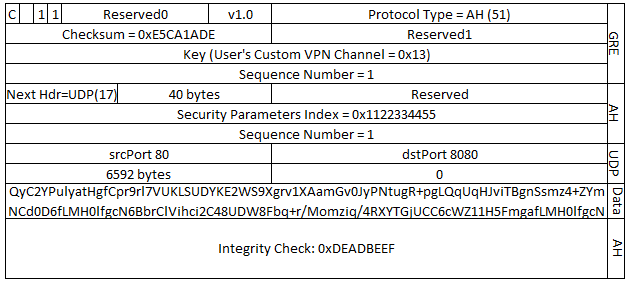 C 1 1 Reserved0 v1.0 Protocol Type = AH (51)
Checksum = 0xE5CA1ADE Reserved1
Key (User's Custom VPN Channel = 0x13)
Sequence Number = 1
GRE
Next Hdr=UDP(17) 40 bytes Reserved
Security Parameters Index = 0x1122334455
Sequence Number = 1
AH
srcPort 80 dstPort 8080
6592 bytes 0
UDP
QyC2YPulyatHgfCpr9rl7VUKLSUDYKE2WS9Xgrv1XAamGv0JyPNtugR+pgLQqUqHJviTBgnSsmz4+ZYm
NCd0D6fLMH0lfgcN6BbrClVihci2C48UDW8Fbq+r/Momziq/4RXYTGjUCC6cWZ11H5FmgafLMH0lfgcN
Data
Integrity Check: 0xDEADBEEF
AH